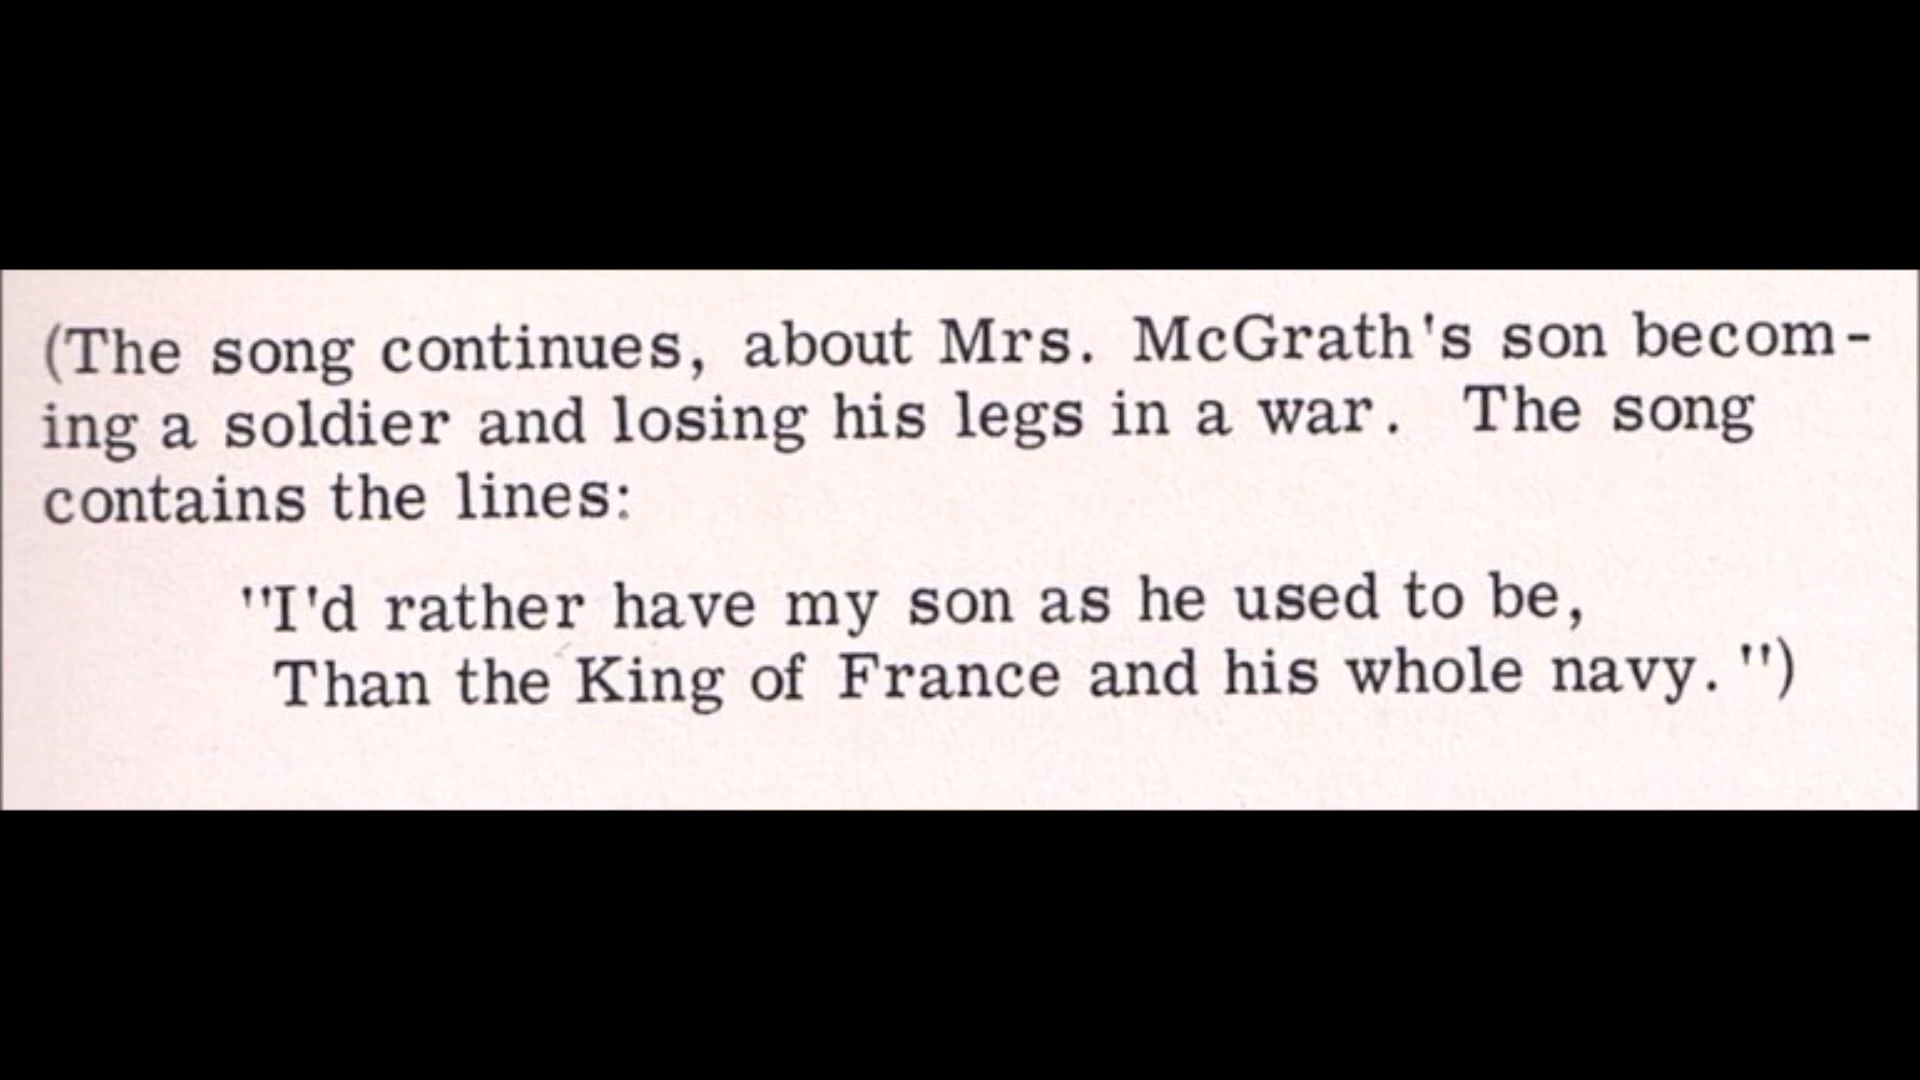 (The song continues, about Mrs. McGrath's son becom-
ing a soldier and losing his legs in a war. The song
contains the lines:
"I'd rather have my son as he used to be,
Than the King of France and his whole navy.")